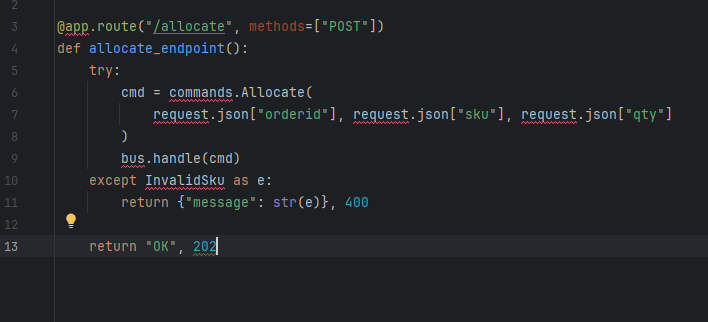 2
3 @app.route("/allocate", methods=["POST"])
4 def allocate_endpoint():
5     try:
6         cmd = commands.Allocate(
7             request.json["orderid"], request.json["sku"], request.json["qty"]
8         )
9         bus.handle(cmd)
10     except InvalidSku as e:
11         return {"message": str(e)}, 400
12
13     return "OK", 202